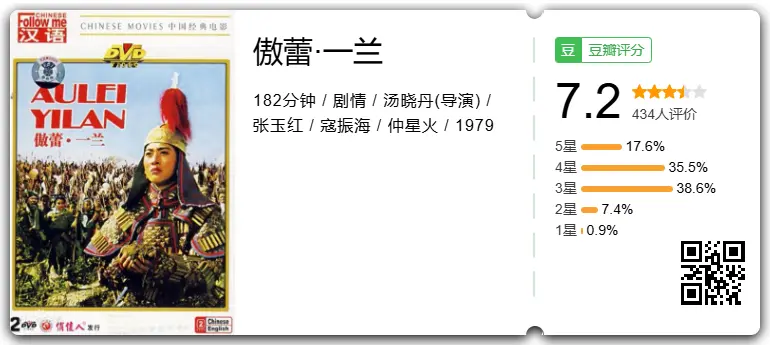 CHINESE
Follow me
汉语
CHINESE MOVIES 中国经典电影
DVD
AULEI
YILAN
傲蕾·一兰
2 DVD
俏佳人 发行
Chinese
English
傲蕾·一兰
182分钟 / 剧情 / 汤晓丹(导演) /
张玉红 / 寇振海 / 仲星火 / 1979
豆 豆瓣评分
7.2
434人评价
5星 17.6%
4星 35.5%
3星 38.6%
2星 7.4%
1星 0.9%